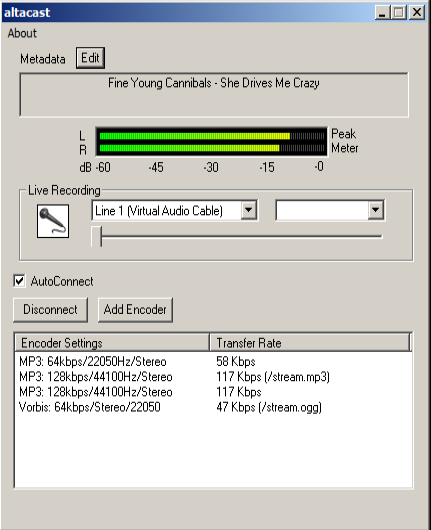 altacast
About
Metadata Edit
Fine Young Cannibals - She Drives Me Crazy
L Peak
R Meter
dB -60 -45 -30 -15 -0
Live Recording
Line 1 (Virtual Audio Cable)
AutoConnect
Disconnect Add Encoder
Encoder Settings Transfer Rate
MP3: 64kbps/22050Hz/Stereo 58 Kbps
MP3: 128kbps/44100Hz/Stereo 117 Kbps (/stream.mp3)
MP3: 128kbps/44100Hz/Stereo 117 Kbps
Vorbis: 64kbps/Stereo/22050 47 Kbps (/stream.ogg)